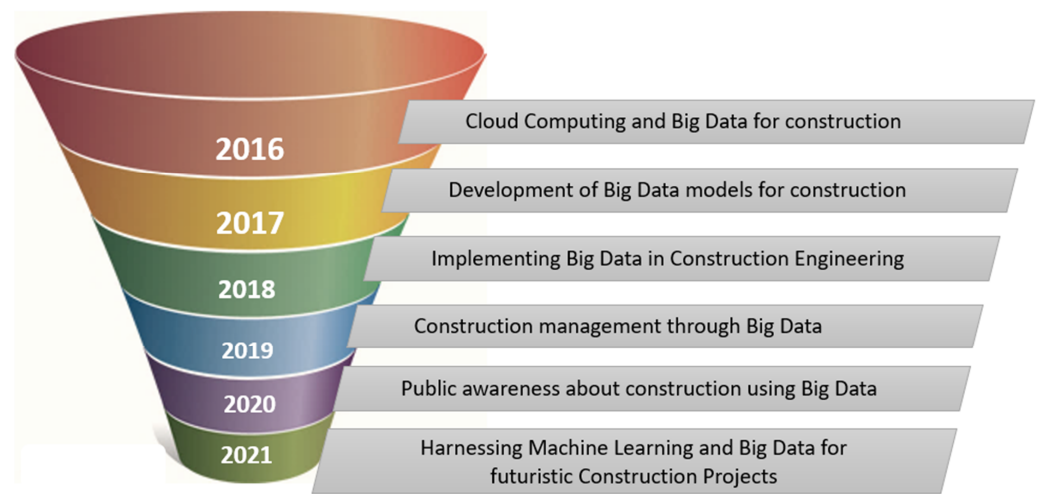 2016
Cloud Computing and Big Data for construction
2017
Development of Big Data models for construction
2018
Implementing Big Data in Construction Engineering
2019
Construction management through Big Data
2020
Public awareness about construction using Big Data
2021
Harnessing Machine Learning and Big Data for
futuristic Construction Projects